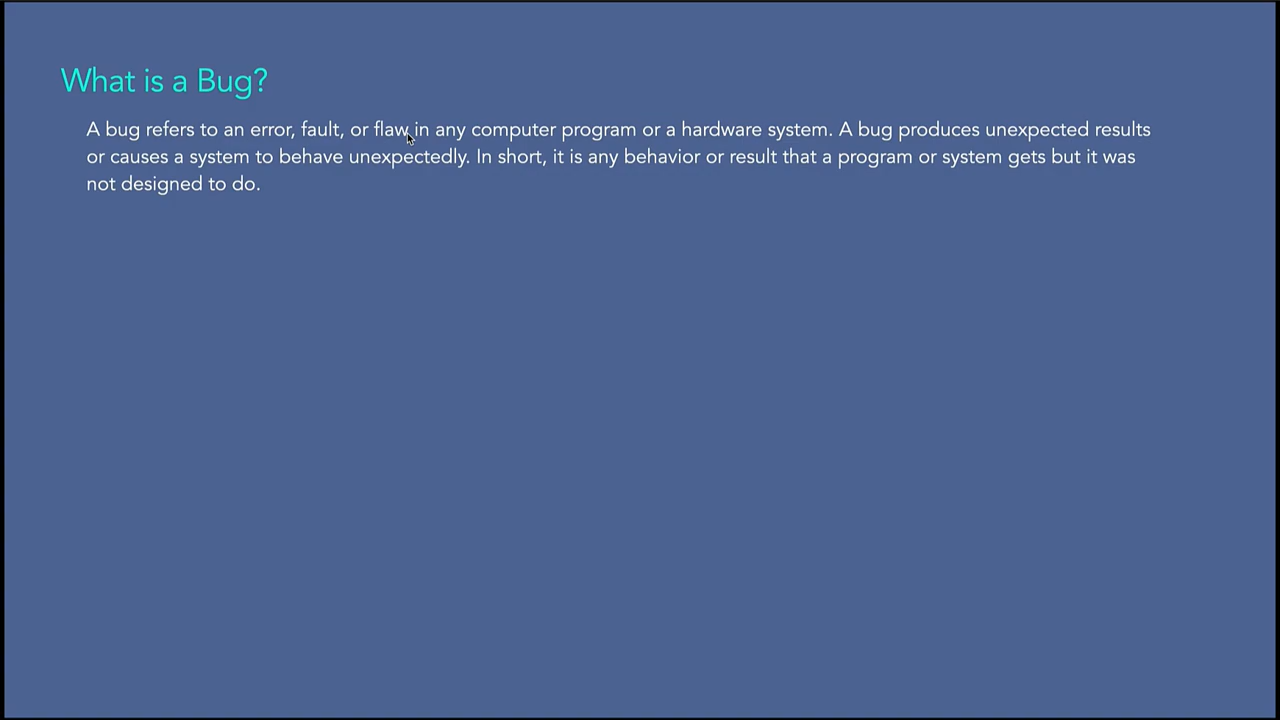 What is a Bug?
A bug refers to an error, fault, or flaw in any computer program or a hardware system. A bug produces unexpected results
or causes a system to behave unexpectedly. In short, it is any behavior or result that a program or system gets but it was
not designed to do.